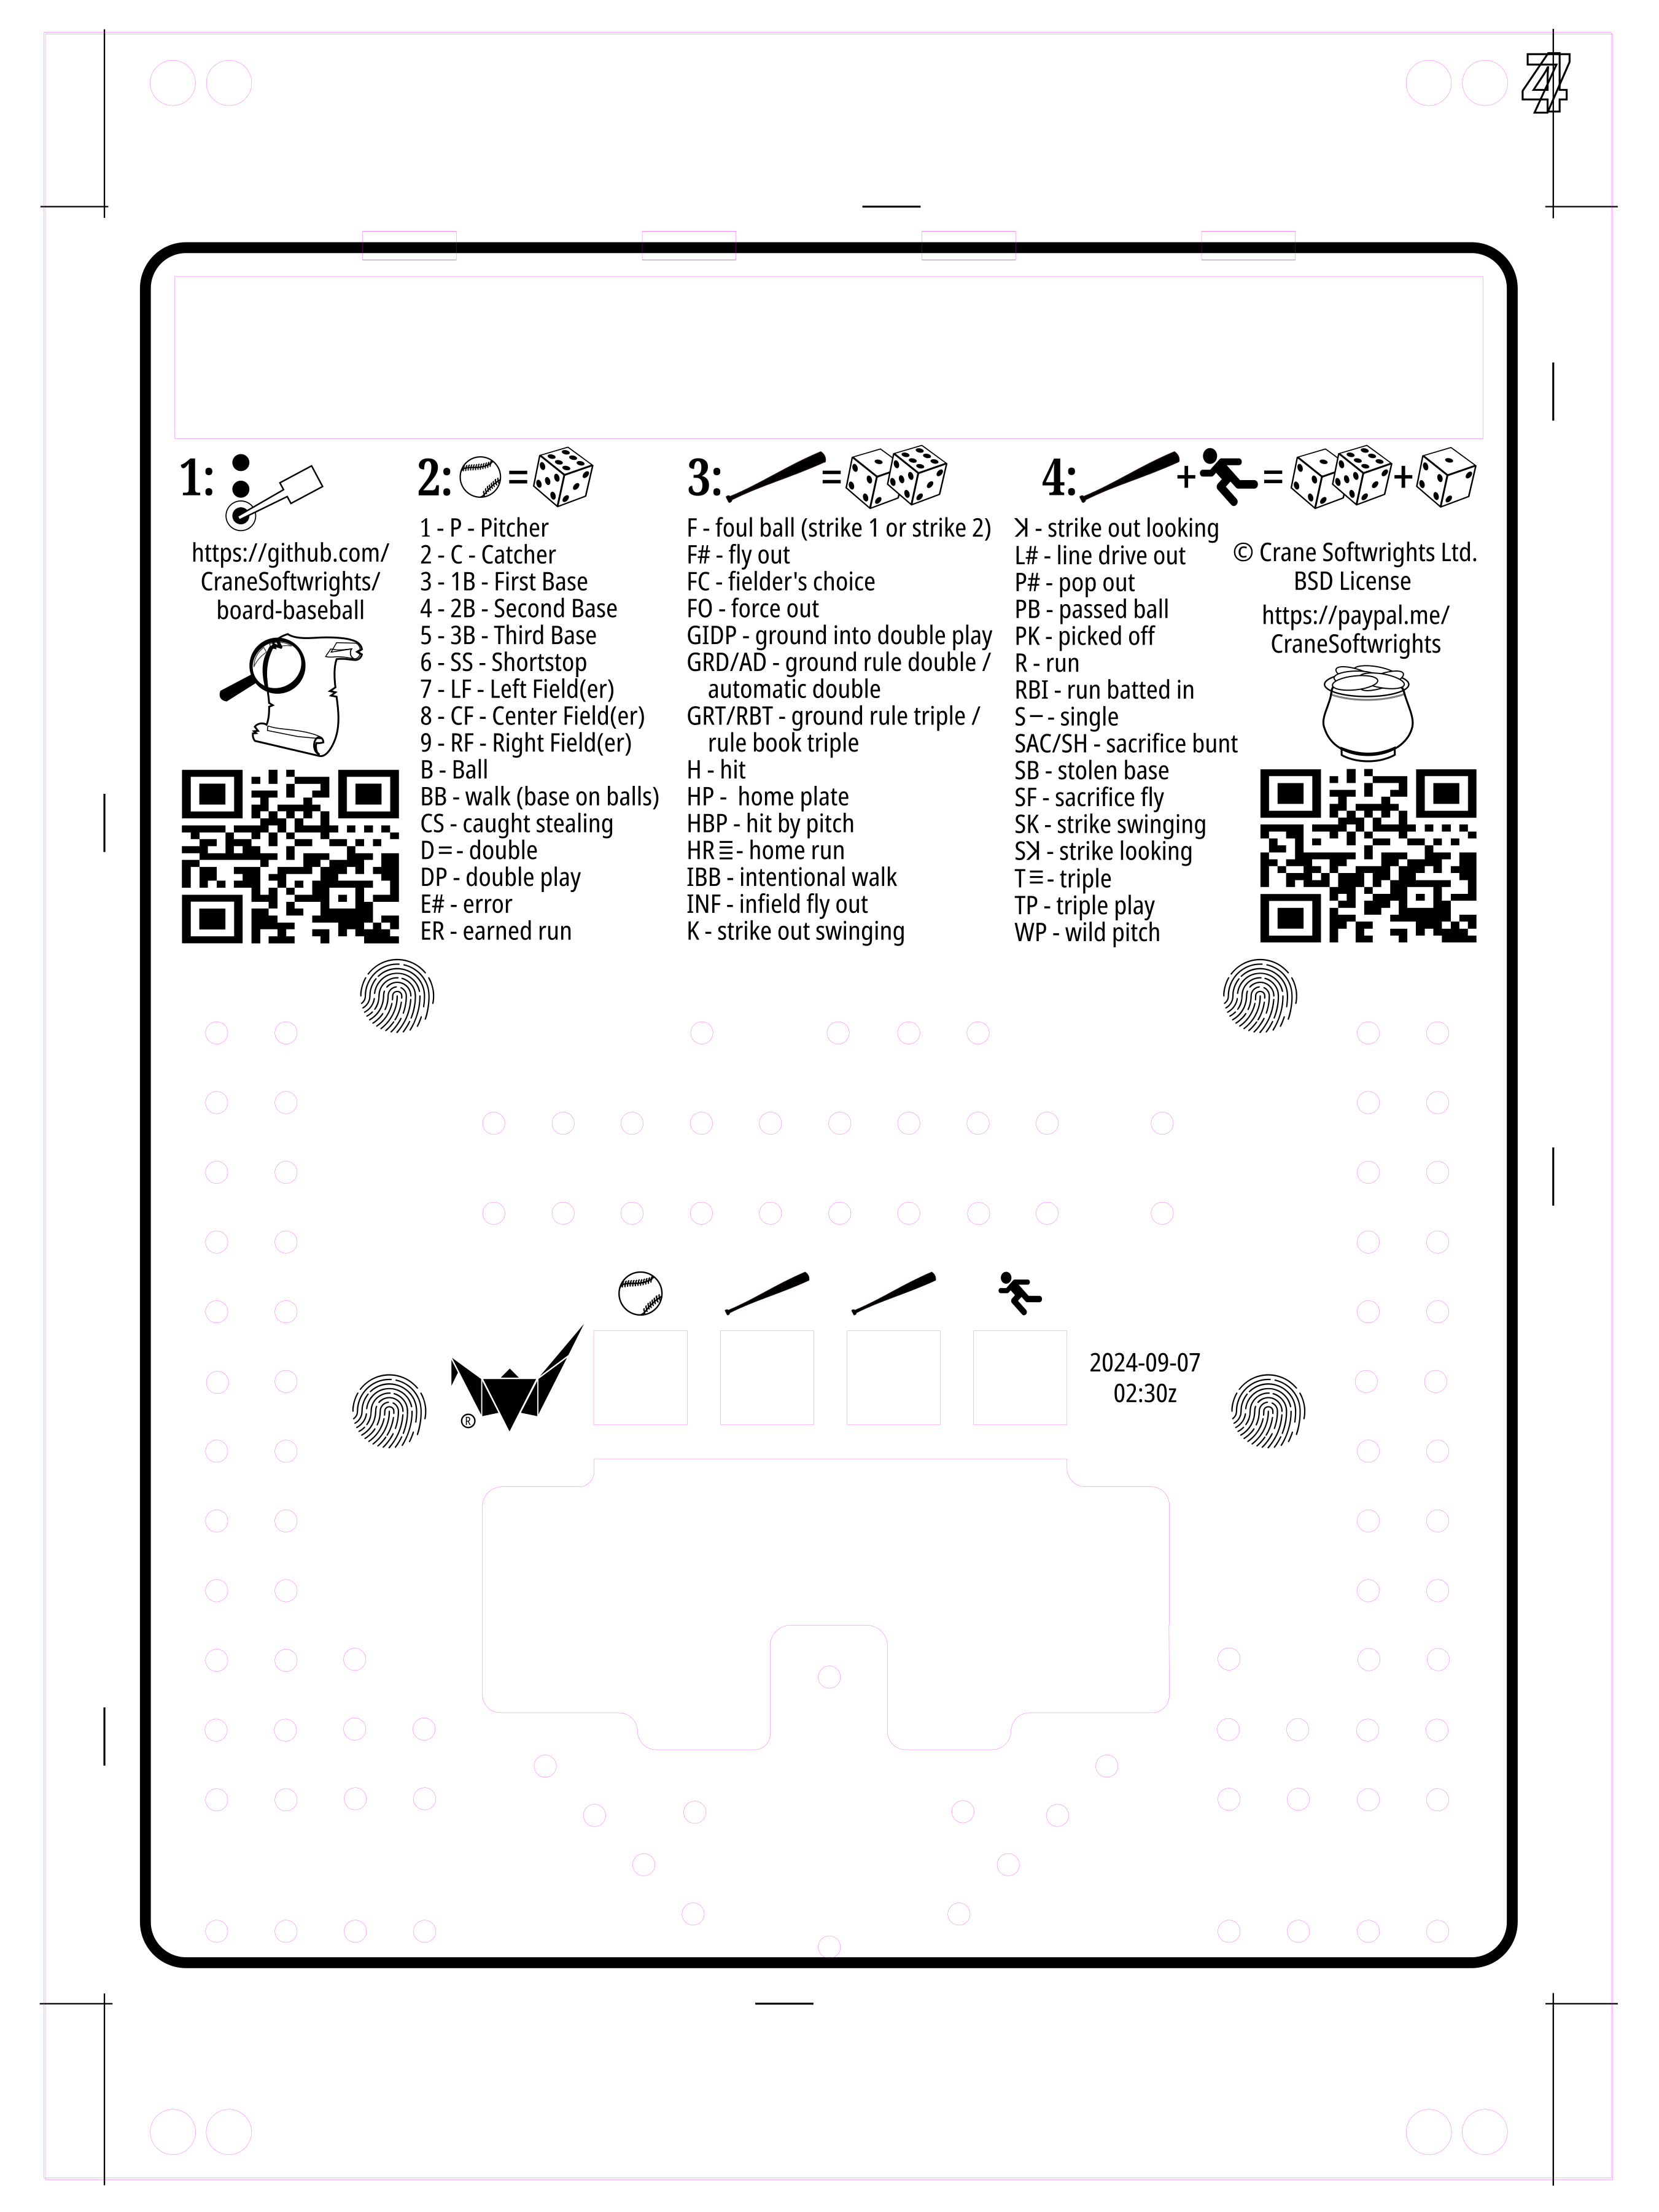 1:
https://github.com/
CraneSoftwrights/
board-baseball
2: =
1 - P - Pitcher
2 - C - Catcher
3 - 1B - First Base
4 - 2B - Second Base
5 - 3B - Third Base
6 - SS - Shortstop
7 - LF - Left Field(er)
8 - CF - Center Field(er)
9 - RF - Right Field(er)
B - Ball
BB - walk (base on balls)
CS - caught stealing
D = - double
DP - double play
E# - error
ER - earned run
3: =
F - foul ball (strike 1 or strike 2)
F# - fly out
FC - fielder's choice
FO - force out
GIDP - ground into double play
GRD/AD - ground rule double /
automatic double
GRT/RBT - ground rule triple /
rule book triple
H - hit
HP -  home plate
HBP - hit by pitch
HR ≣ - home run
IBB - intentional walk
INF - infield fly out
K - strike out swinging
4: + = +
ꓘ - strike out looking
L# - line drive out
P# - pop out
PB - passed ball
PK - picked off
R - run
RBI - run batted in
S − - single
SAC/SH - sacrifice bunt
SB - stolen base
SF - sacrifice fly
SK - strike swinging
Sꓘ - strike looking
T ≡ - triple
TP - triple play
WP - wild pitch
© Crane Softwrights Ltd.
BSD License
https://paypal.me/
CraneSoftwrights
®
2024-09-07
02:30z